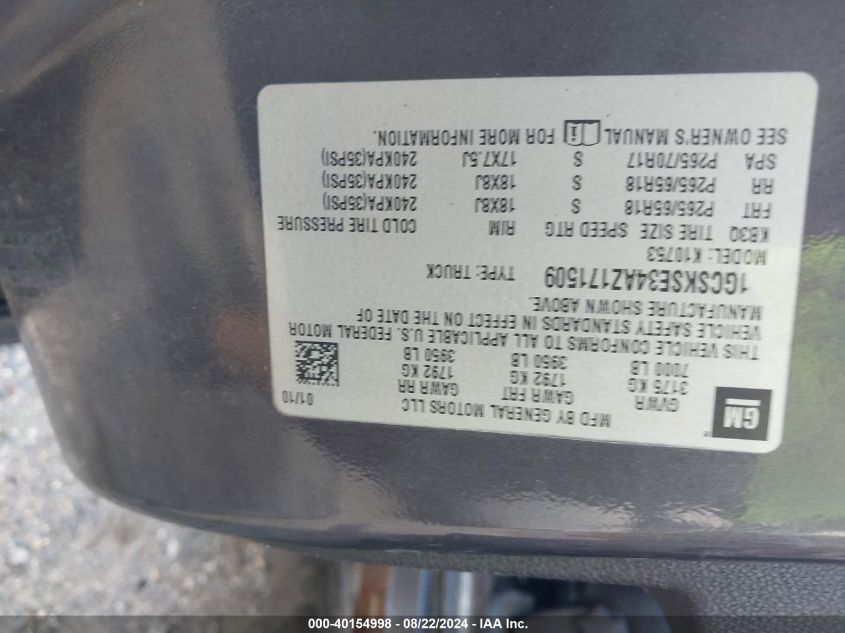 GM
MFD BY GENERAL MOTORS LLC 01/10
GVWR GAWR FRT GAWR RR
3175 KG 1792 KG 1792 KG
7000 LB 3950 LB 3950 LB
THIS VEHICLE CONFORMS TO ALL APPLICABLE U.S. FEDERAL MOTOR
VEHICLE SAFETY STANDARDS IN EFFECT ON THE DATE OF
MANUFACTURE SHOWN ABOVE.
1GCSKSE34AZ171509 TYPE: TRUCK
MODEL: K10753
KB3Q TIRE SIZE SPEED RTG RIM COLD TIRE PRESSURE
FRT P265/65R18 S 18X8J 240KPA(35PSI)
RR P265/65R18 S 18X8J 240KPA(35PSI)
SPA P265/70R17 S 17X7.5J 240KPA(35PSI)
SEE OWNER'S MANUAL i FOR MORE INFORMATION.
000-40154998 - 08/22/2024 - Copyright © 2024 IAA, Inc.